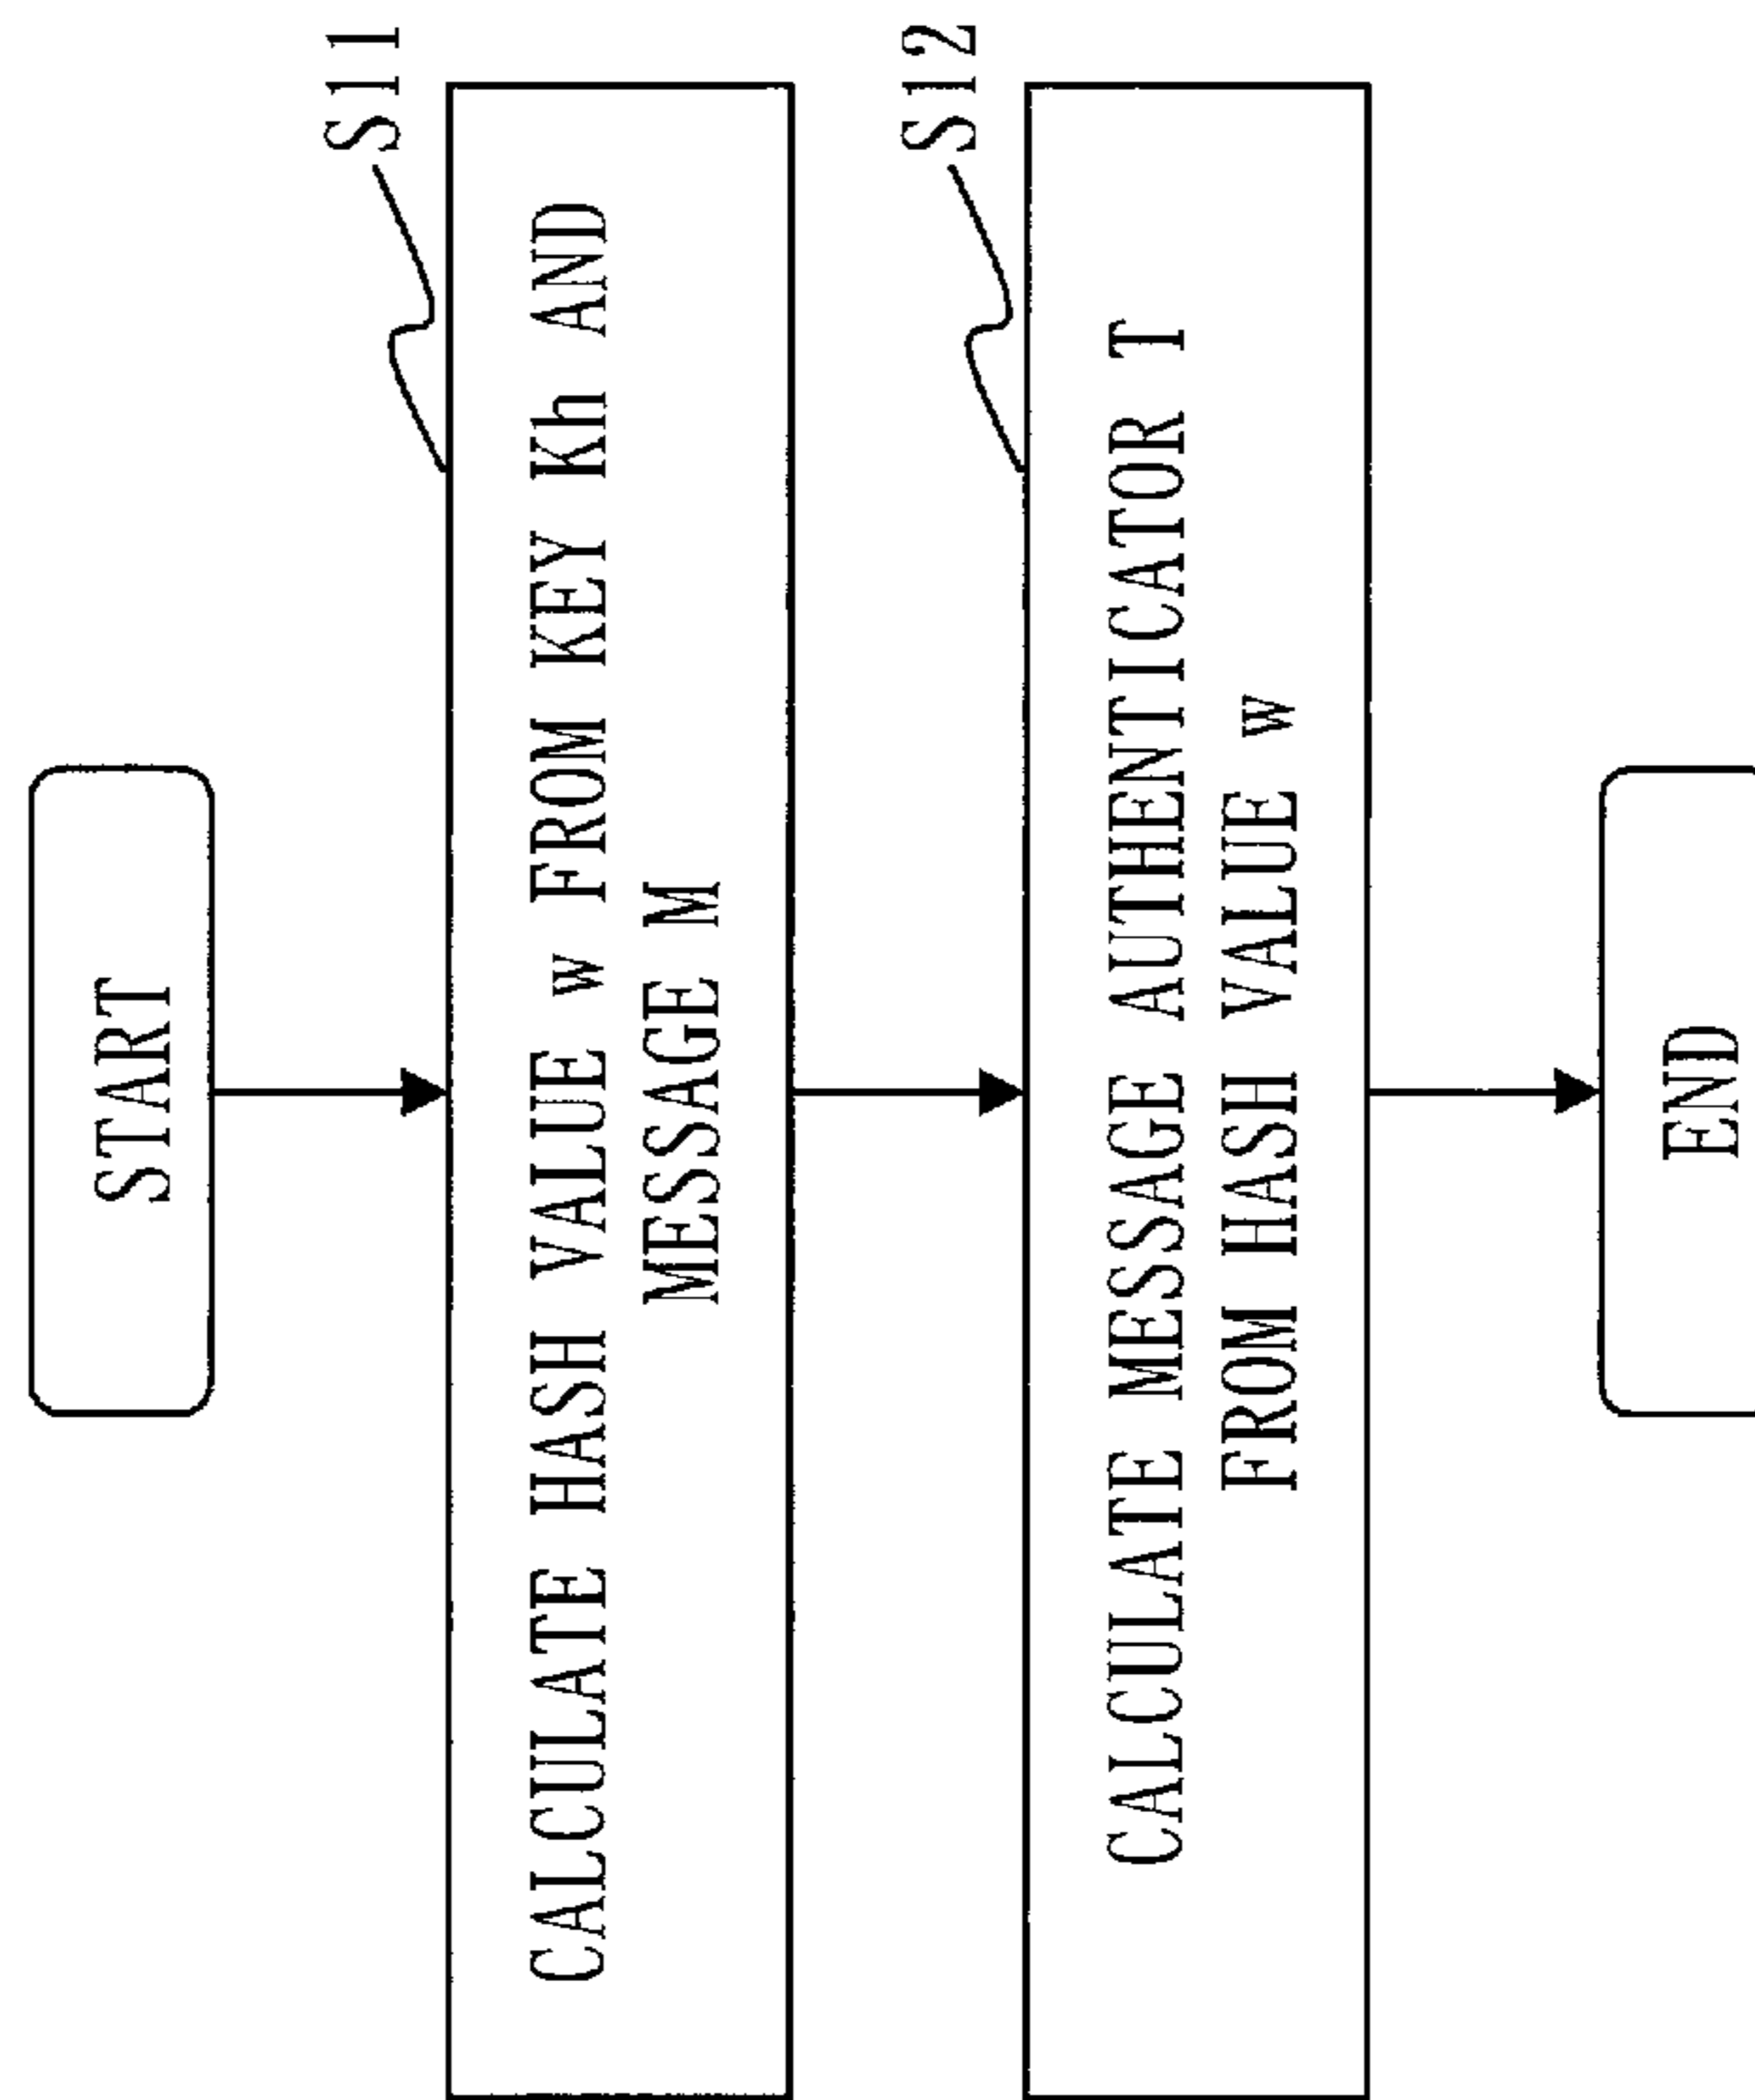 START
S11
CALCULATE HASH VALUE w FROM KEY Kh AND
MESSAGE M
S12
CALCULATE MESSAGE AUTHENTICATOR T
FROM HASH VALUE w
END